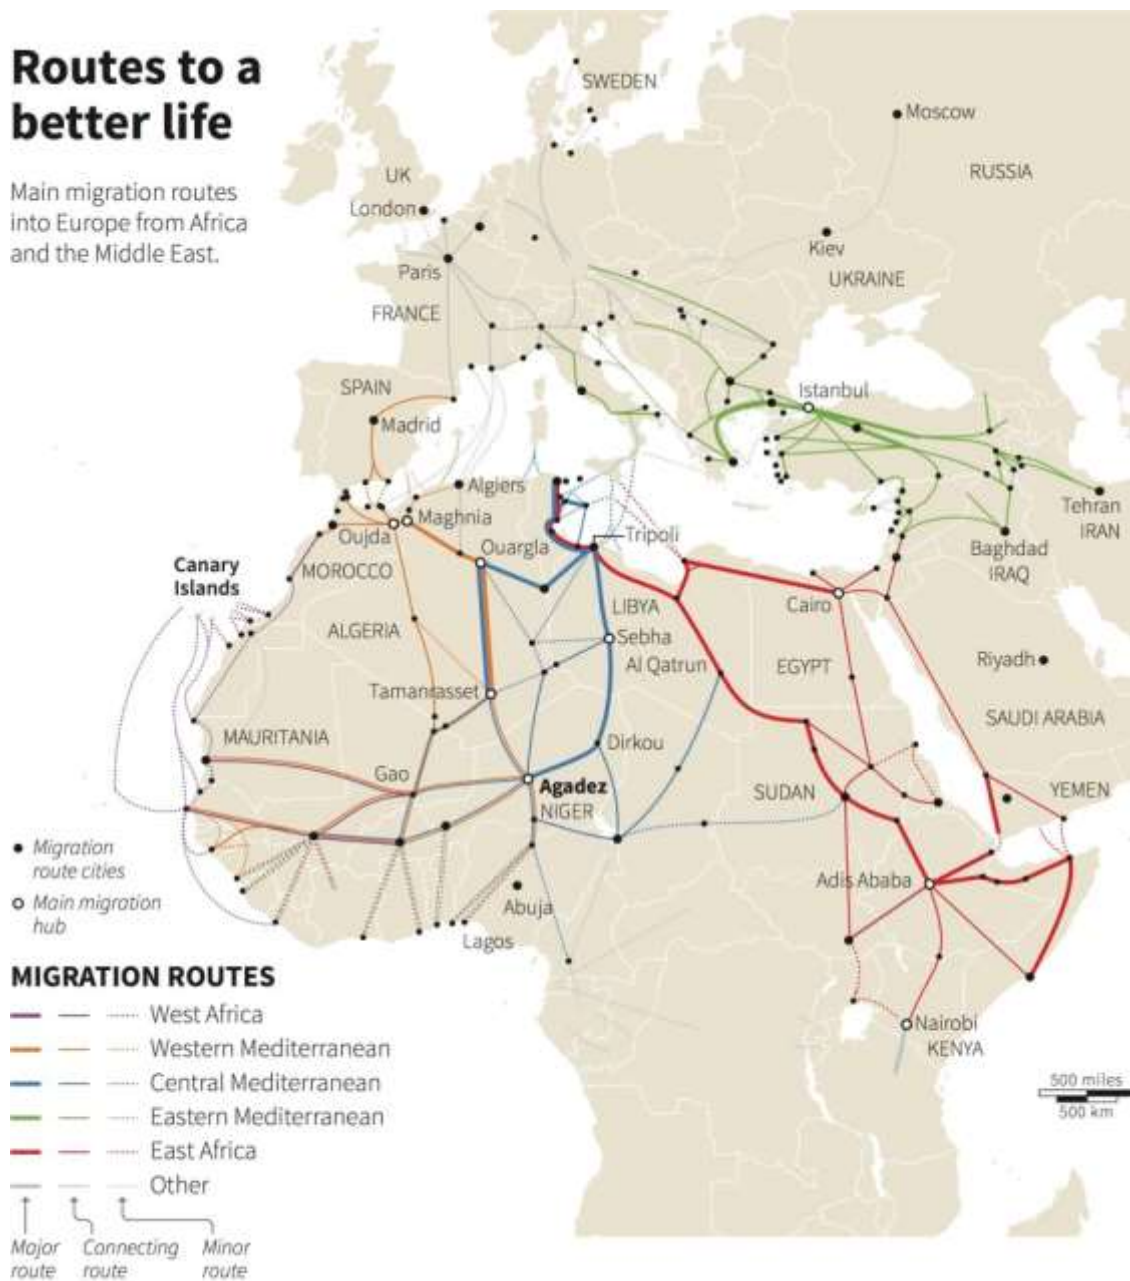 Routes to a
better life
Main migration routes
into Europe from Africa
and the Middle East.
SWEDEN
Moscow
RUSSIA
UK
London
Kiev
UKRAINE
Paris
FRANCE
SPAIN
Madrid
Istanbul
Algiers
Maghnia
Oujda
Ouargla
Tripoli
Tehran
IRAN
Baghdad
IRAQ
Canary
Islands
MOROCCO
ALGERIA
LIBYA
Cairo
Sebha
Al Qatrun
EGYPT
Riyadh
SAUDI ARABIA
Tamanrasset
MAURITANIA
Dirkou
Gao
Agadez
NIGER
SUDAN
YEMEN
Adis Ababa
Abuja
Lagos
Nairobi
KENYA
500 miles
500 km
Migration
route cities
Main migration
hub
MIGRATION ROUTES
West Africa
Western Mediterranean
Central Mediterranean
Eastern Mediterranean
East Africa
Other
Major
route
Connecting
route
Minor
route